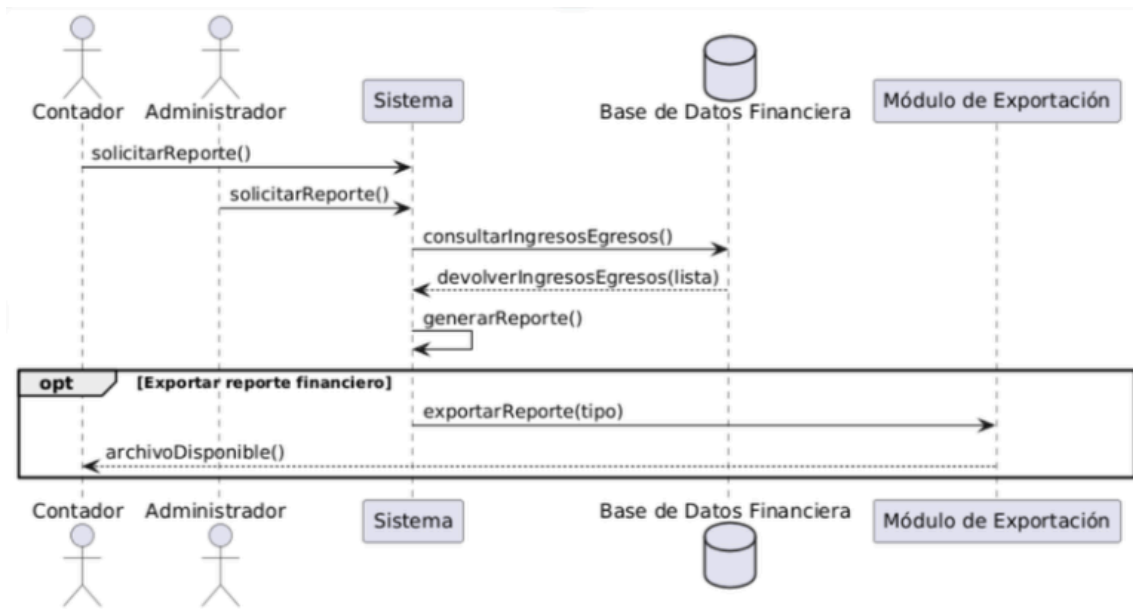 Contador
Administrador
Sistema
Base de Datos Financiera
Módulo de Exportación
solicitarReporte()
solicitarReporte()
consultarIngresosEgresos()
devolverIngresosEgresos(lista)
generarReporte()
opt [Exportar reporte financiero]
exportarReporte(tipo)
archivoDisponible()
Contador
Administrador
Sistema
Base de Datos Financiera
Módulo de Exportación